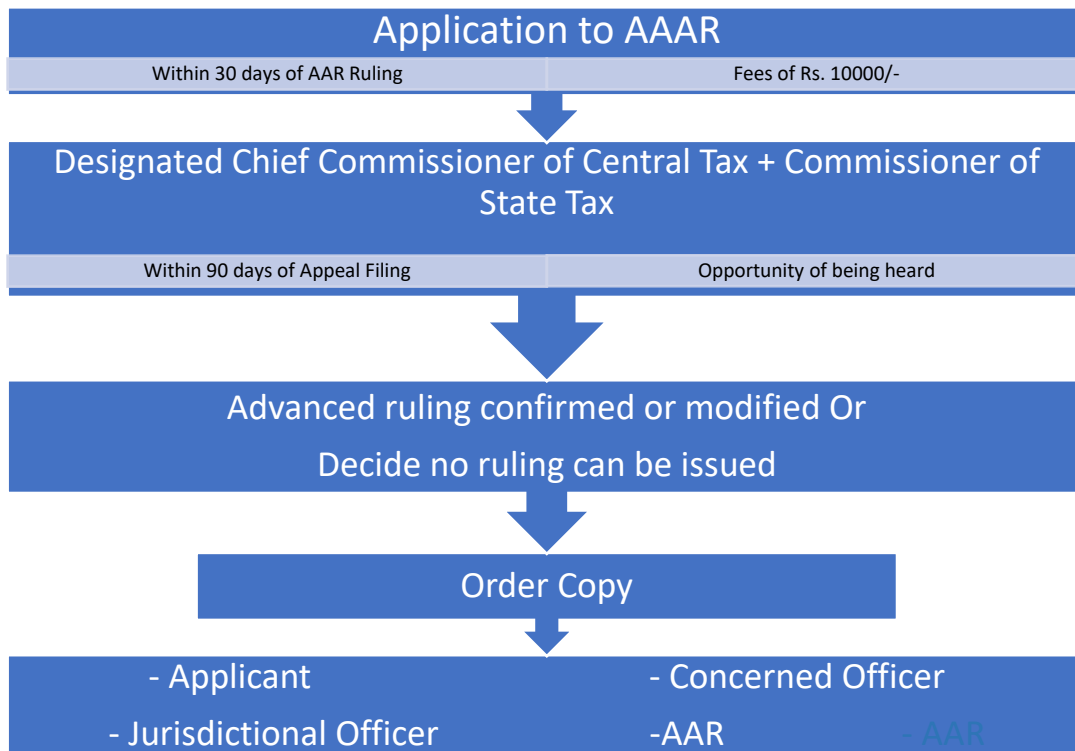 Application to AAAR
Within 30 days of AAR Ruling
Fees of Rs. 10000/-
Designated Chief Commissioner of Central Tax + Commissioner of
State Tax
Within 90 days of Appeal Filing
Opportunity of being heard
Advanced ruling confirmed or modified Or
Decide no ruling can be issued
Order Copy
- Applicant
- Concerned Officer
- Jurisdictional Officer
-AAR
- AAR